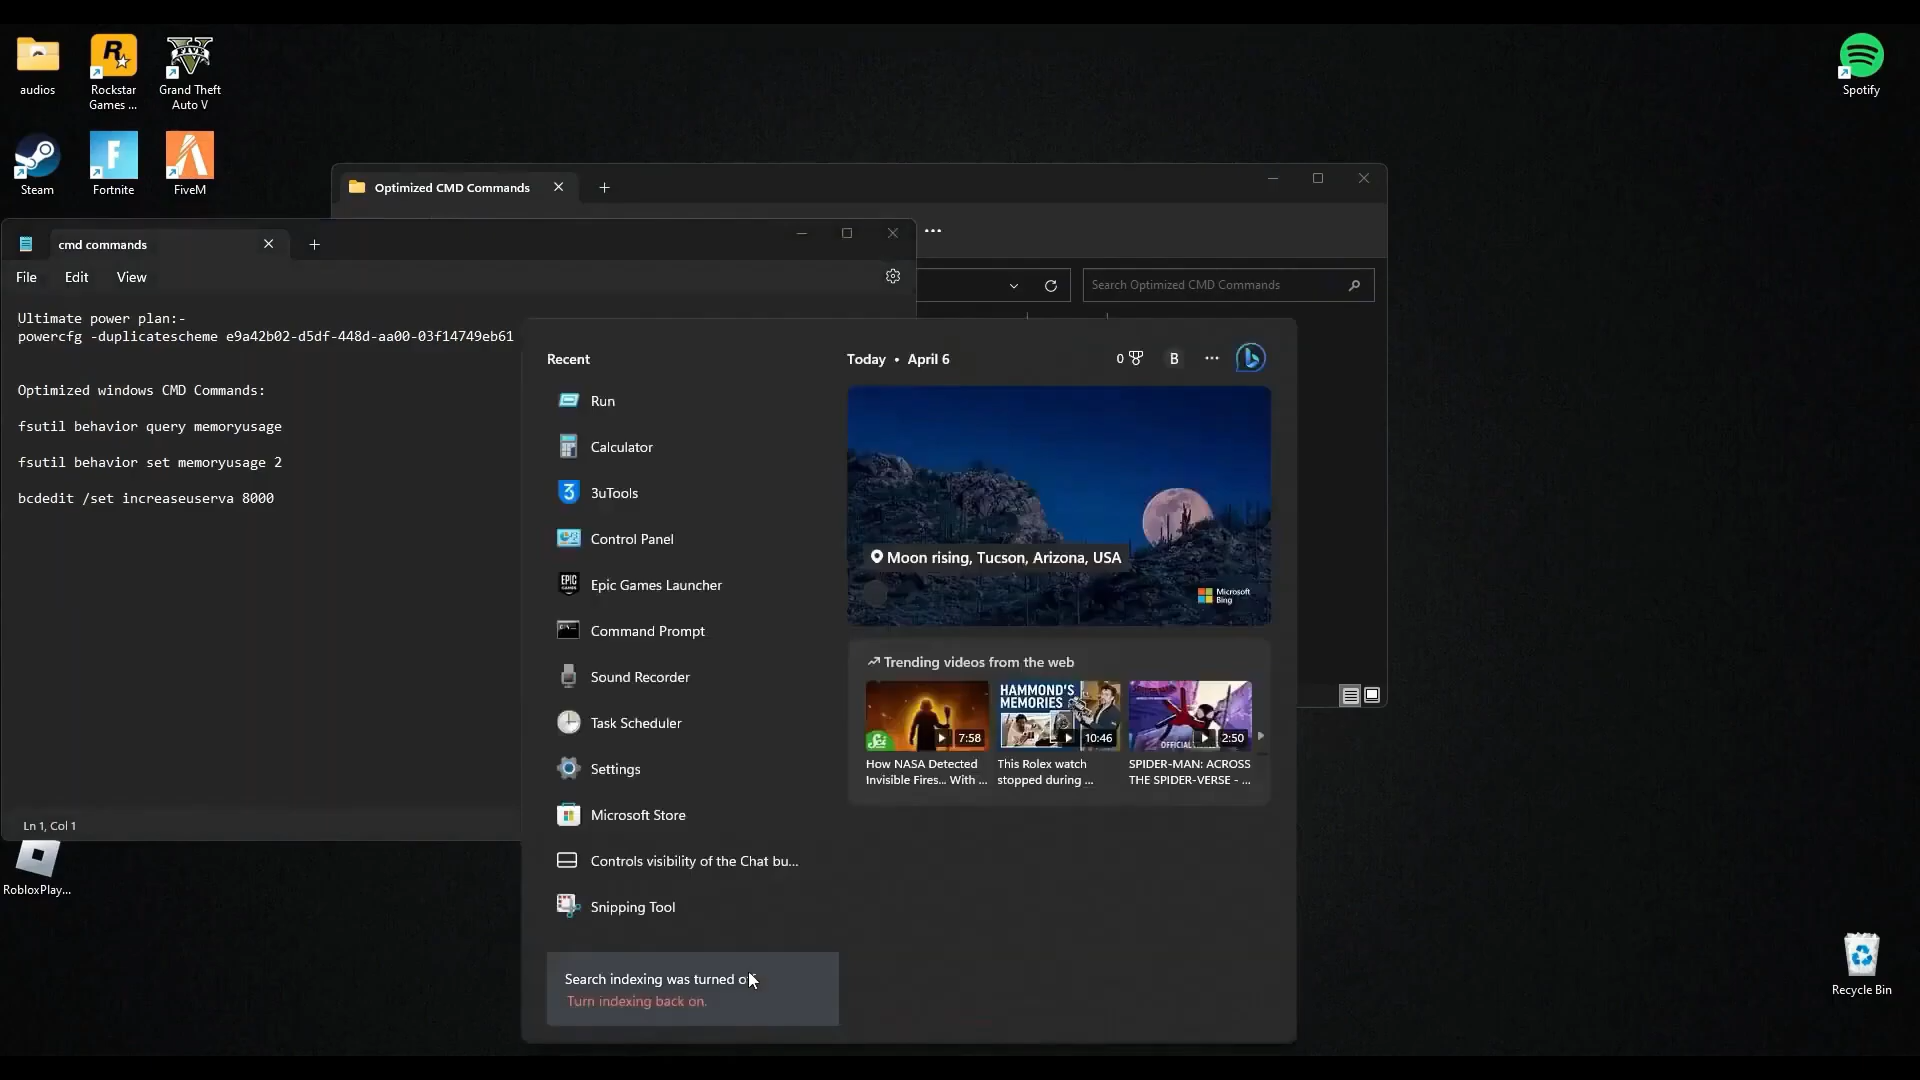 audios
Rockstar
Games ...
Grand Theft
Auto V
Steam
Fortnite
FiveM
Spotify
Optimized CMD Commands
cmd commands
File
Edit
View
Search Optimized CMD Commands
Ultimate power plan:-
powercfg -duplicatescheme e9a42b02-d5df-448d-aa00-03f14749eb61
Optimized windows CMD Commands:
fsutil behavior query memoryusage
fsutil behavior set memoryusage 2
bcdedit /set increaseuserva 8000
Ln 1, Col 1
RobloxPlay...
Recent
Run
Calculator
3uTools
Control Panel
Epic Games Launcher
Command Prompt
Sound Recorder
Task Scheduler
Settings
Microsoft Store
Controls visibility of the Chat bu...
Snipping Tool
Search indexing was turned o
Turn indexing back on.
Today • April 6
0
B
Moon rising, Tucson, Arizona, USA
Microsoft
Bing
Trending videos from the web
7:58
How NASA Detected
Invisible Fires... With ...
HAMMOND'S
MEMORIES
10:46
This Rolex watch
stopped during ...
OFFICIAL
2:50
SPIDER-MAN: ACROSS
THE SPIDER-VERSE - ...
Recycle Bin